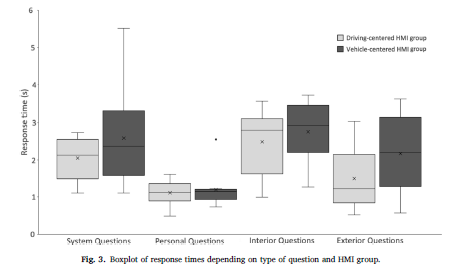 6
5
4
3
2
1
0
Response time (s)
Driving-centered HMI group
Vehicle-centered HMI group
System Questions
Personal Questions
Interior Questions
Exterior Questions
Fig. 3. Boxplot of response times depending on type of question and HMI group.